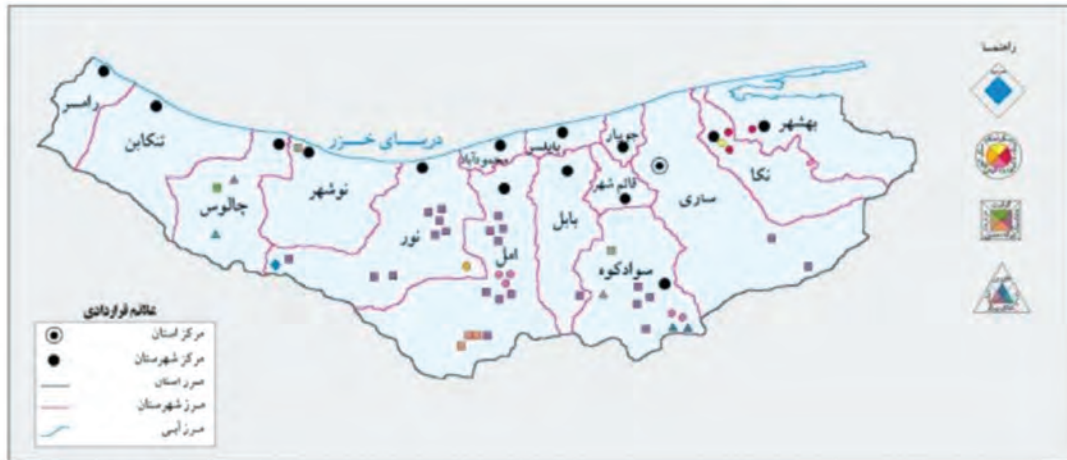 راهنما
رامسر
تنکابن
دریای خزر
چالوس
نوشهر
نور
محمودآباد
آمل
بابلسر
بابل
جویبار
قائم شهر
سوادکوه
ساری
نکا
بهشهر
علائم قراردادی
مرکز استان
مرکز شهرستان
مرز استان
مرز شهرستان
مرز آبی